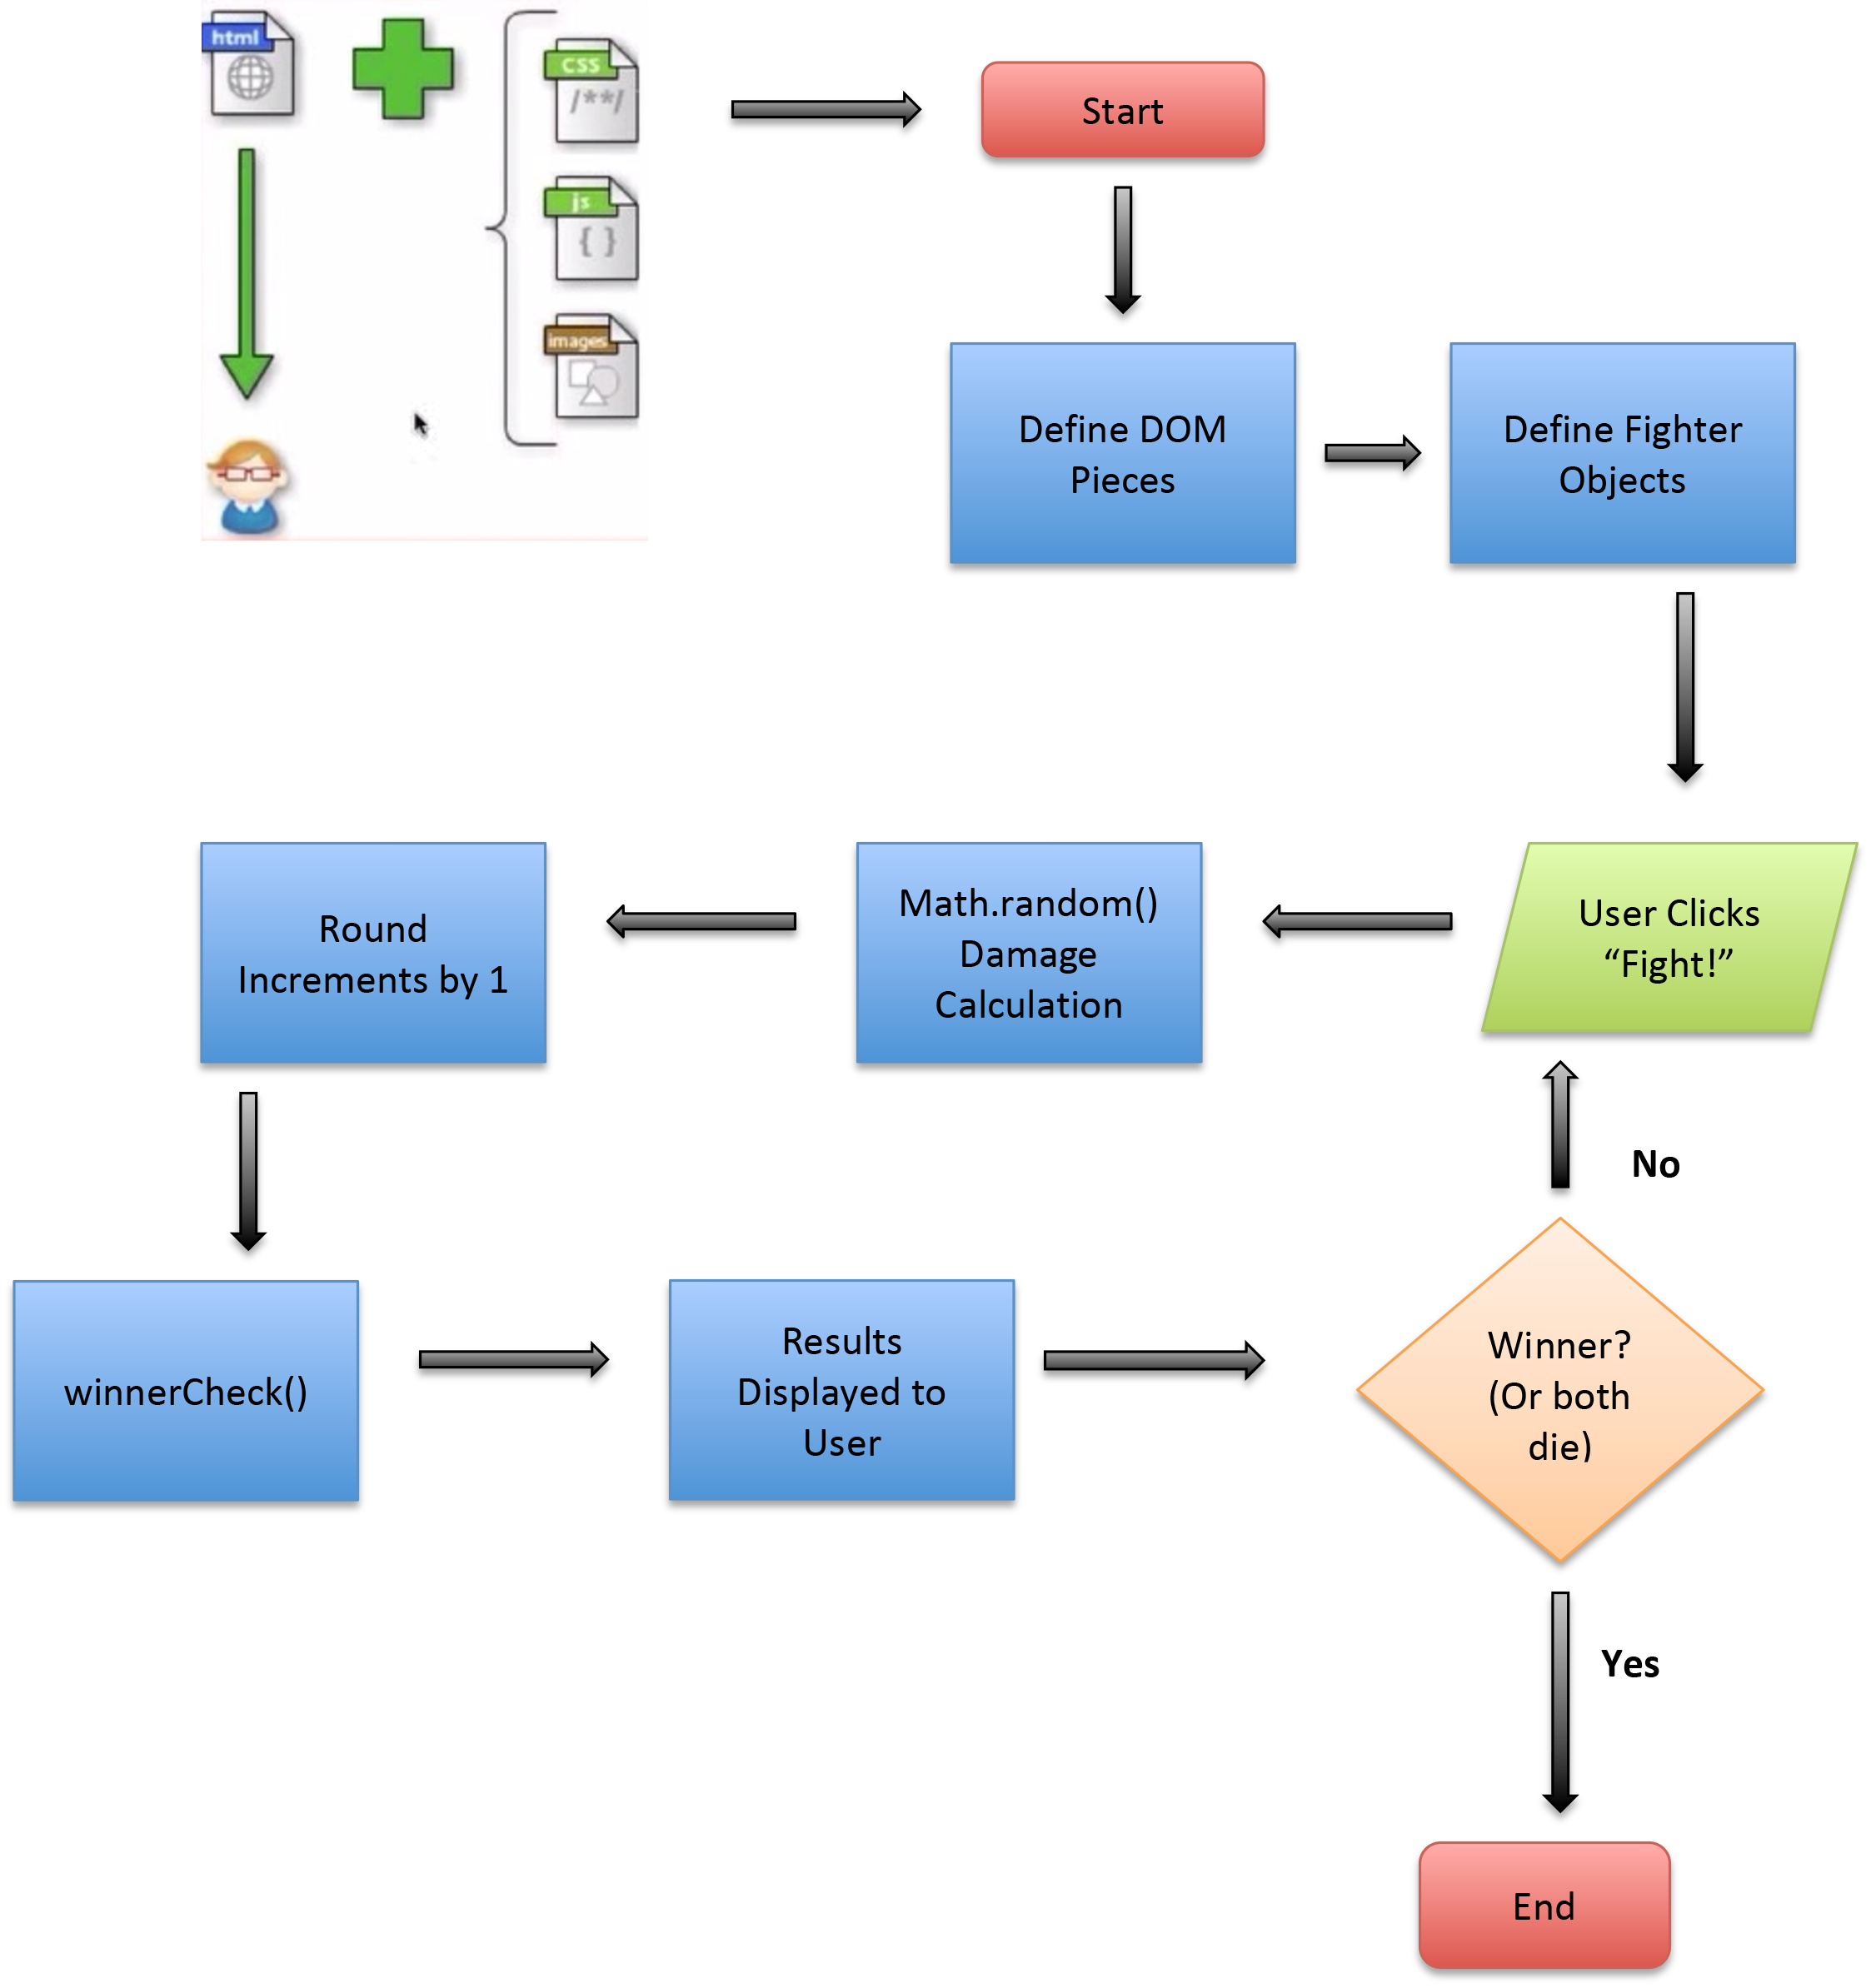 html
css
/**/
js
{ }
images
Start
Define DOM
Pieces
Define Fighter
Objects
User Clicks
“Fight!”
Math.random()
Damage
Calculation
Round
Increments by 1
winnerCheck()
Results
Displayed to
User
Winner?
(Or both
die)
No
Yes
End